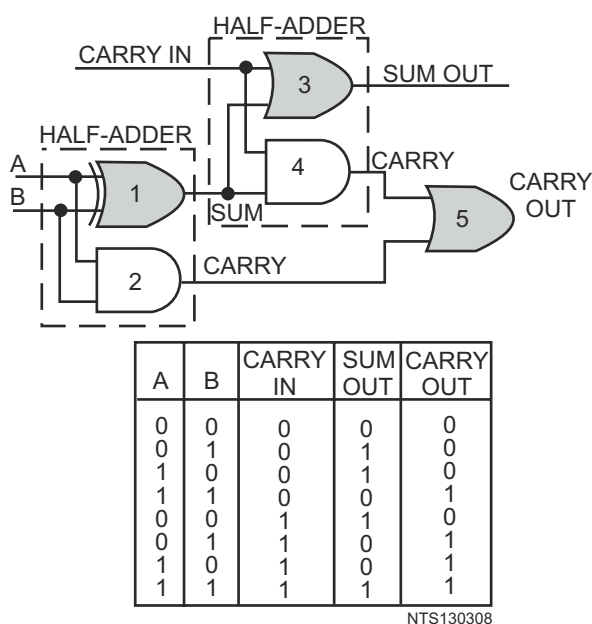 HALF-ADDER
CARRY IN
3
SUM OUT
HALF-ADDER
A
B
1
4
CARRY
CARRY
OUT
5
SUM
2
CARRY
A B CARRY IN SUM OUT CARRY OUT
0 0 0 0 0
0 1 0 1 0
1 0 0 1 0
1 1 0 0 1
0 0 1 1 0
0 1 1 0 1
1 0 1 0 1
1 1 1 1 1
NTS130308